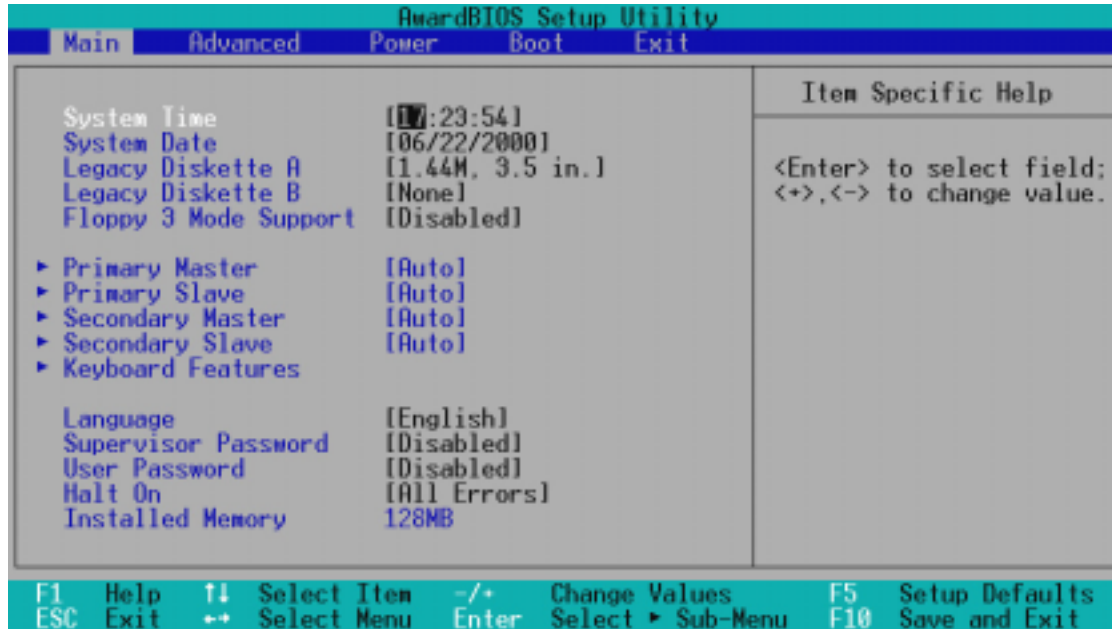 AwardBIOS Setup Utility
Main Advanced Power Boot Exit
Item Specific Help
System Time [17:23:54]
System Date [06/22/2000]
Legacy Diskette A [1.44M, 3.5 in.]
Legacy Diskette B [None]
Floppy 3 Mode Support [Disabled]
▶ Primary Master [Auto]
▶ Primary Slave [Auto]
▶ Secondary Master [Auto]
▶ Secondary Slave [Auto]
▶ Keyboard Features
Language [English]
Supervisor Password [Disabled]
User Password [Disabled]
Halt On [All Errors]
Installed Memory 128MB
<Enter> to select field;
<+>,<-> to change value.
F1 Help ↑↓ Select Item -/+ Change Values F5 Setup Defaults
ESC Exit ←→ Select Menu Enter Select ▶ Sub-Menu F10 Save and Exit